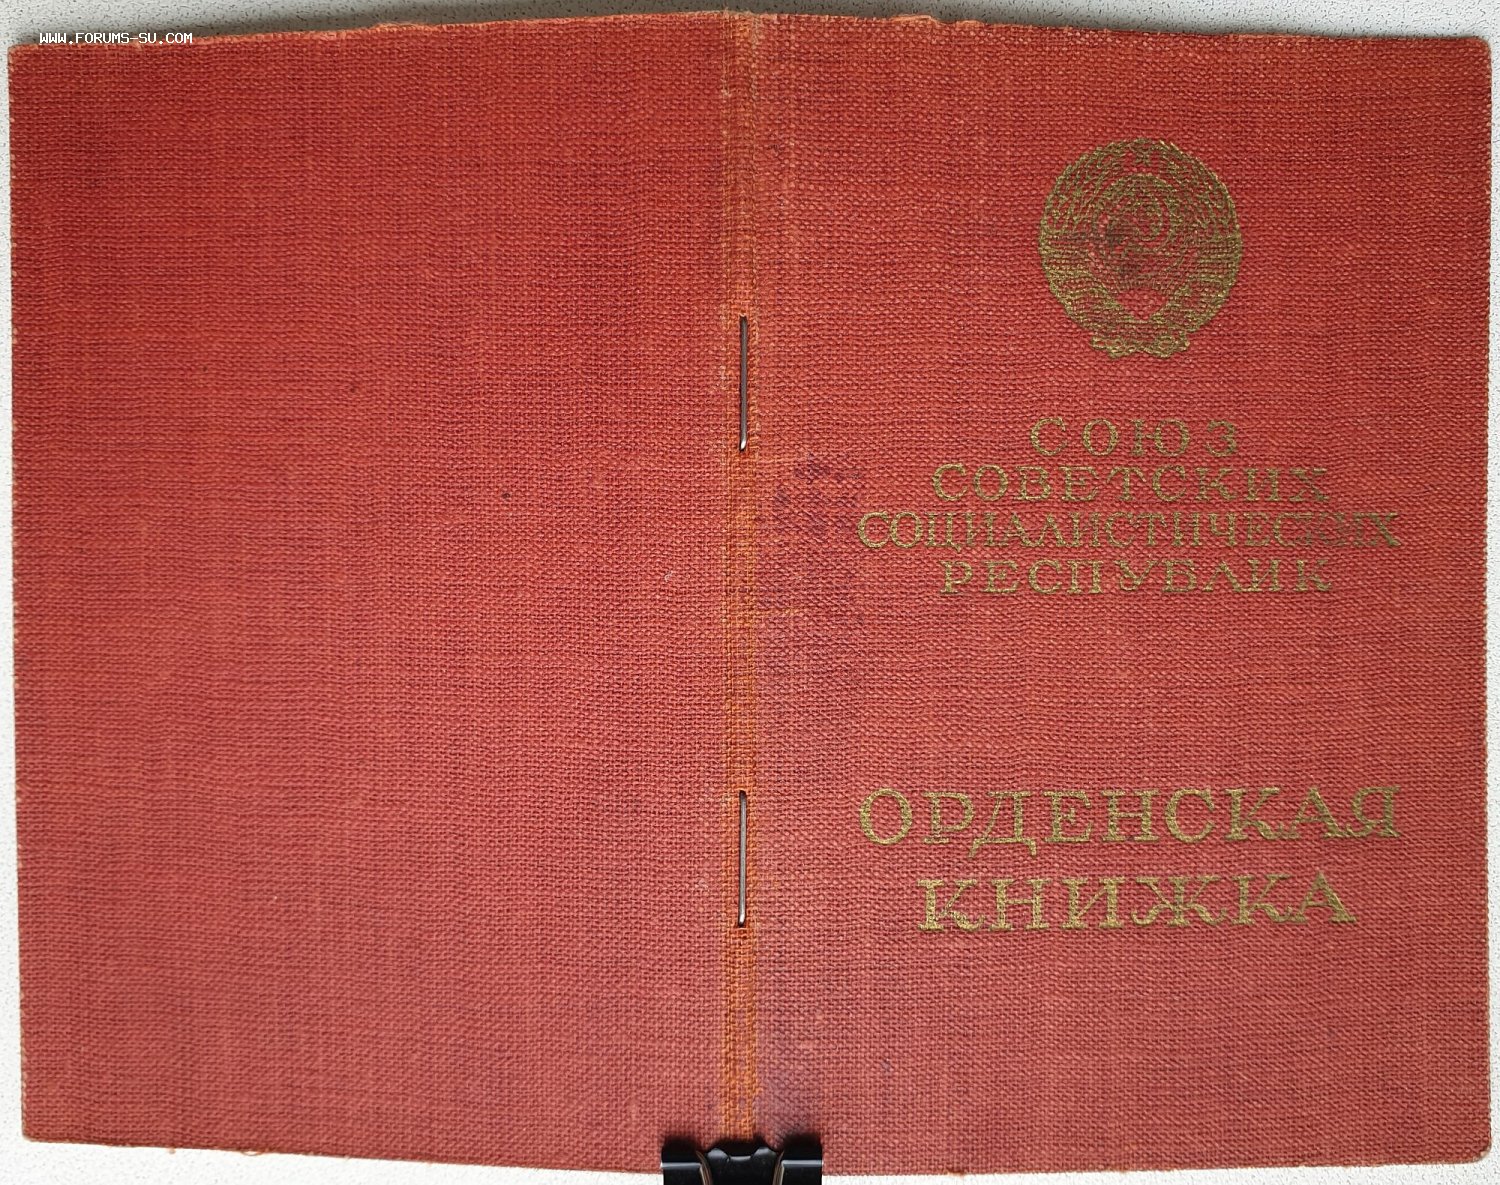 WWW.FORUMS-SU.COM
СОЮЗ
СОВЕТСКИХ
СОЦИАЛИСТИЧЕСКИХ
РЕСПУБЛИК
ОРДЕНСКАЯ
КНИЖКА